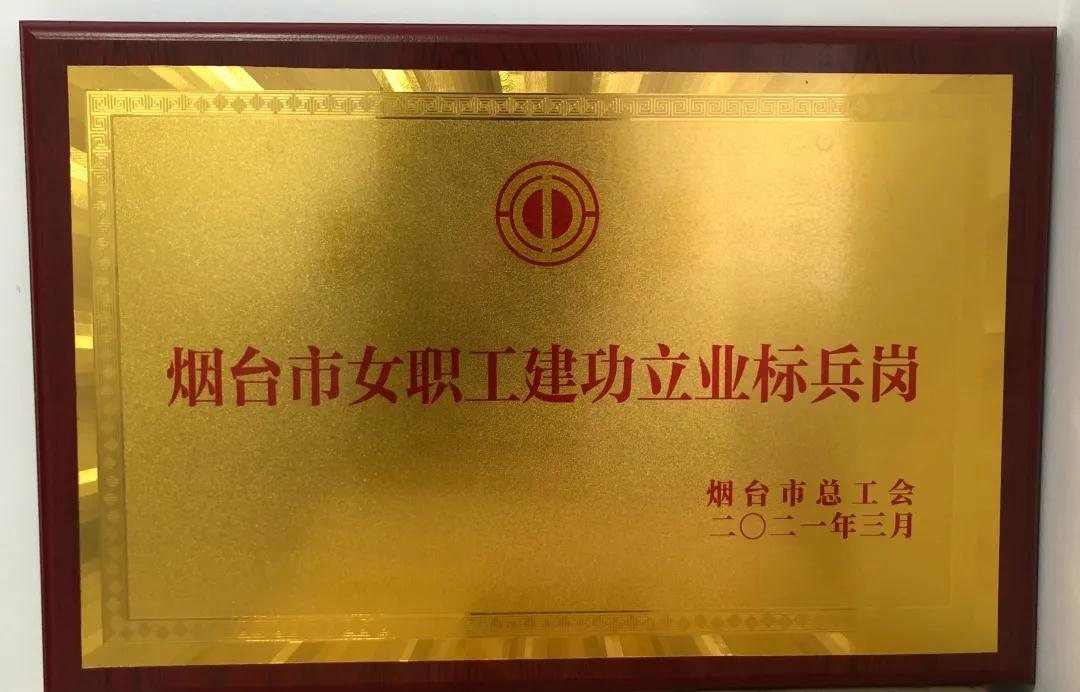 烟台市女职工建功立业标兵岗
烟台市总工会
二〇二一年三月